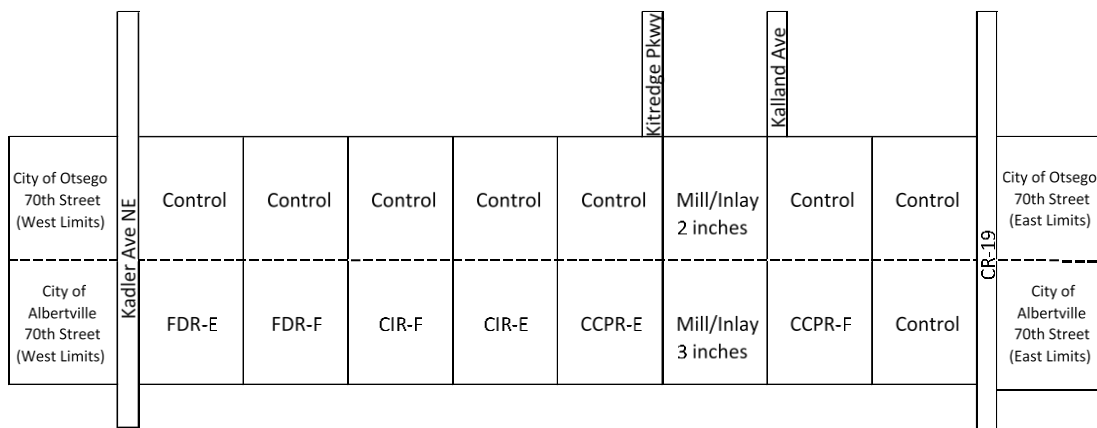 Kitredge Pkwy
Kalland Ave
City of Otsego
70th Street
(West Limits)
Kadler Ave NE
Control
Control
Control
Control
Control
Mill/Inlay
2 inches
Control
Control
CR-19
City of Otsego
70th Street
(East Limits)
City of
Albertville
70th Street
(West Limits)
FDR-E
FDR-F
CIR-F
CIR-E
CCPR-E
Mill/Inlay
3 inches
CCPR-F
Control
City of
Albertville
70th Street
(East Limits)